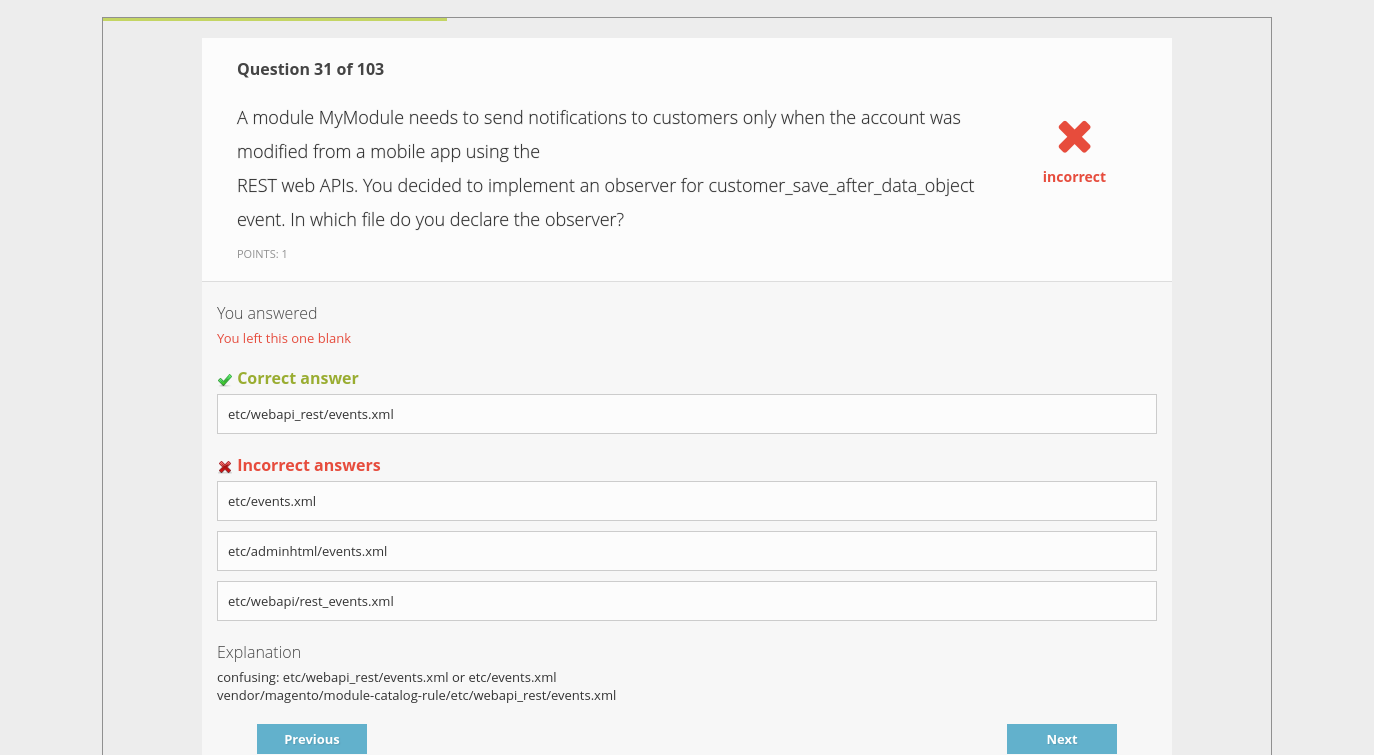 Question 31 of 103
A module MyModule needs to send notifications to customers only when the account was
modified from a mobile app using the
REST web APIs. You decided to implement an observer for customer_save_after_data_object
event. In which file do you declare the observer?
incorrect
POINTS: 1
You answered
You left this one blank
Correct answer
etc/webapi_rest/events.xml
Incorrect answers
etc/events.xml
etc/adminhtml/events.xml
etc/webapi/rest_events.xml
Explanation
confusing: etc/webapi_rest/events.xml or etc/events.xml
vendor/magento/module-catalog-rule/etc/webapi_rest/events.xml
Previous
Next